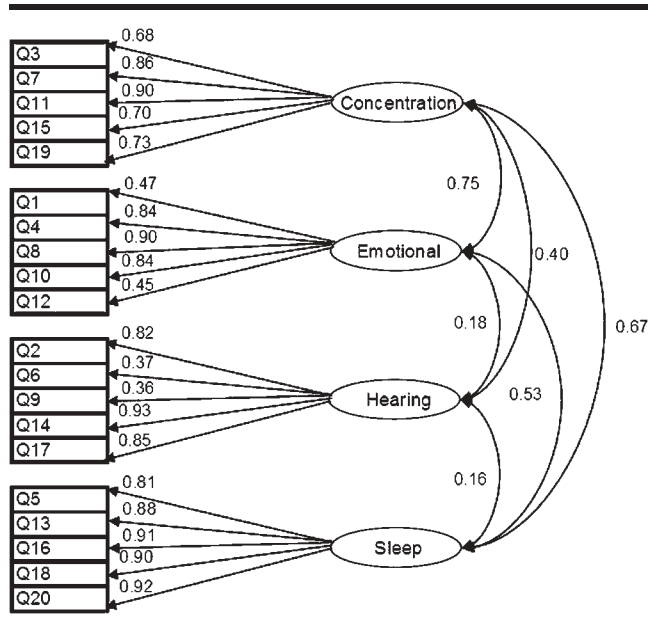 Q3
Q7
Q11
Q15
Q19
0.68
0.86
0.90
0.70
0.73
Concentration
Q1
Q4
Q8
Q10
Q12
0.47
0.84
0.90
0.84
0.45
Emotional
Q2
Q6
Q9
Q14
Q17
0.82
0.37
0.36
0.93
0.85
Hearing
Q5
Q13
Q16
Q18
Q20
0.81
0.88
0.91
0.90
0.92
Sleep
0.75
0.40
0.18
0.67
0.53
0.16